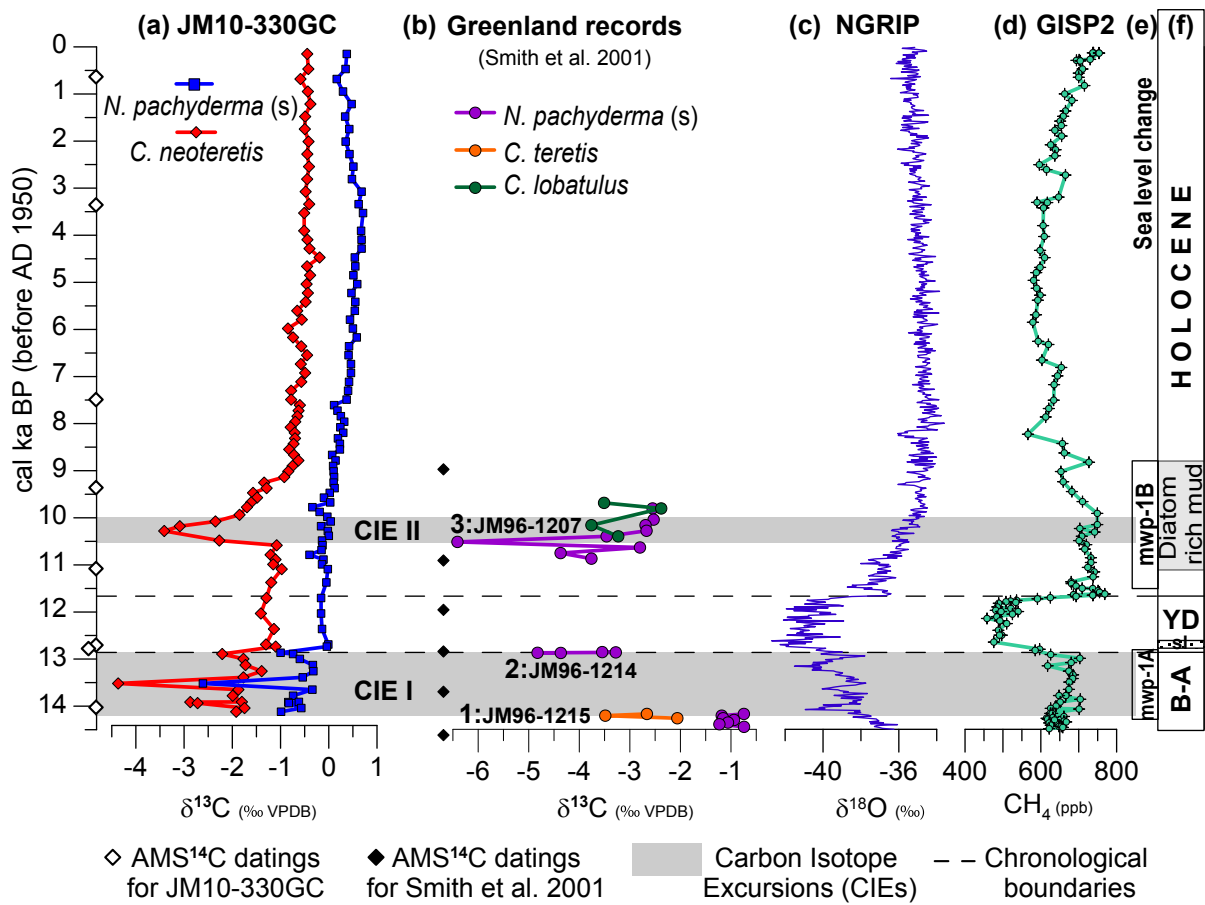 (a) JM10-330GC
(b) Greenland records
(Smith et al. 2001)
(c) NGRIP
(d) GISP2
(e)
(f)
N. pachyderma (s)
C. neoteretis
N. pachyderma (s)
C. teretis
C. lobatulus
cal ka BP (before AD 1950)
0
1
2
3
4
5
6
7
8
9
10
11
12
13
14
CIE II
CIE I
3:JM96-1207
2:JM96-1214
1:JM96-1215
Sea level change
mwp-1B
mwp-1A
HOLOCENE
Diatom
rich mud
YD
sl
B-A
-4 -3 -2 -1 0 1
δ¹³C (‰ VPDB)
-6 -5 -4 -3 -2 -1
δ¹³C (‰ VPDB)
-40 -36
δ¹⁸O (‰)
400 600 800
CH₄ (ppb)
AMS¹⁴C datings
for JM10-330GC
AMS¹⁴C datings
for Smith et al. 2001
Carbon Isotope
Excursions (CIEs)
Chronological
boundaries